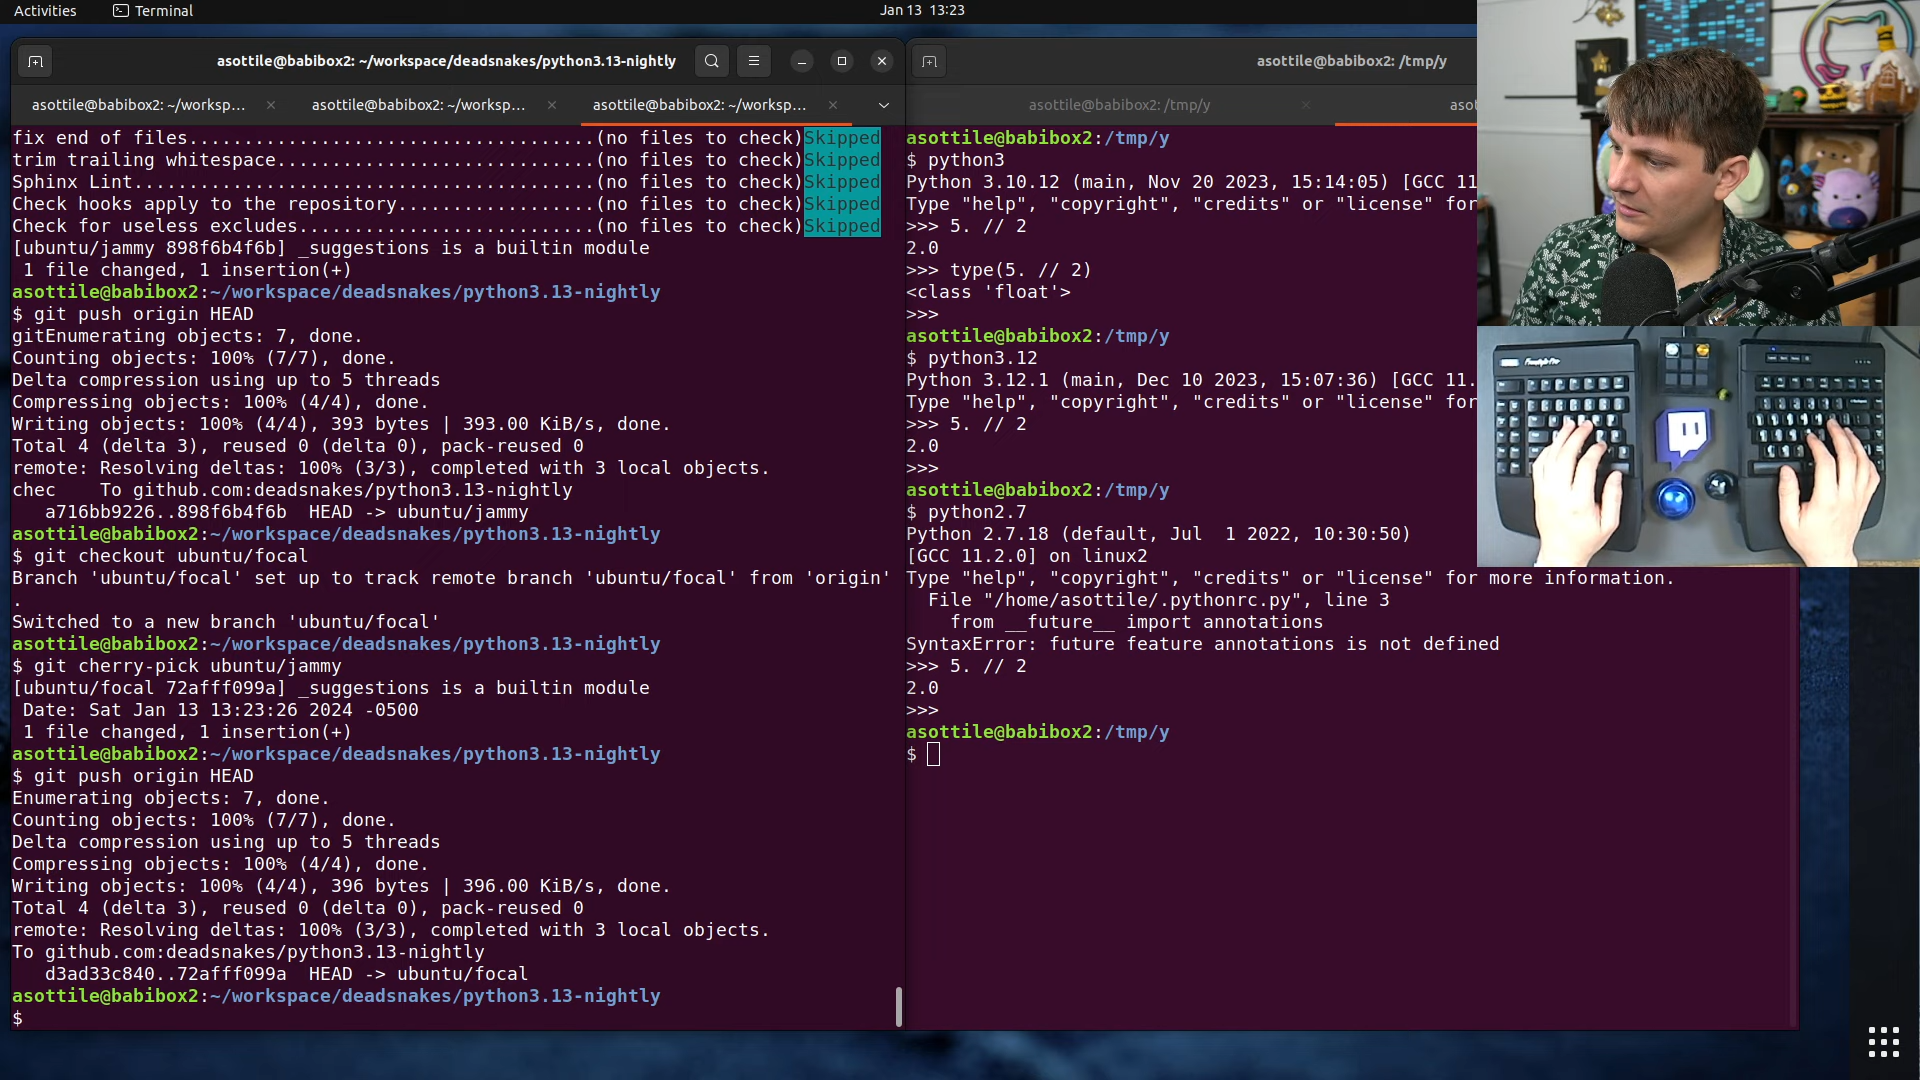 Activities
Terminal
Jan 13 13:23
asottile@babibox2: ~/workspace/deadsnakes/python3.13-nightly
asottile@babibox2: ~/worksp...
asottile@babibox2: ~/worksp...
asottile@babibox2: ~/worksp...
fix end of files.....................................(no files to check)Skipped
trim trailing whitespace.............................(no files to check)Skipped
Sphinx Lint..........................................(no files to check)Skipped
Check hooks apply to the repository..................(no files to check)Skipped
Check for useless excludes...........................(no files to check)Skipped
[ubuntu/jammy 898f6b4f6b] _suggestions is a builtin module
 1 file changed, 1 insertion(+)
asottile@babibox2:~/workspace/deadsnakes/python3.13-nightly
$ git push origin HEAD
gitEnumerating objects: 7, done.
Counting objects: 100% (7/7), done.
Delta compression using up to 5 threads
Compressing objects: 100% (4/4), done.
Writing objects: 100% (4/4), 393 bytes | 393.00 KiB/s, done.
Total 4 (delta 3), reused 0 (delta 0), pack-reused 0
remote: Resolving deltas: 100% (3/3), completed with 3 local objects.
chec    To github.com:deadsnakes/python3.13-nightly
   a716bb9226..898f6b4f6b  HEAD -> ubuntu/jammy
asottile@babibox2:~/workspace/deadsnakes/python3.13-nightly
$ git checkout ubuntu/focal
Branch 'ubuntu/focal' set up to track remote branch 'ubuntu/focal' from 'origin'
.
Switched to a new branch 'ubuntu/focal'
asottile@babibox2:~/workspace/deadsnakes/python3.13-nightly
$ git cherry-pick ubuntu/jammy
[ubuntu/focal 72afff099a] _suggestions is a builtin module
 Date: Sat Jan 13 13:23:26 2024 -0500
 1 file changed, 1 insertion(+)
asottile@babibox2:~/workspace/deadsnakes/python3.13-nightly
$ git push origin HEAD
Enumerating objects: 7, done.
Counting objects: 100% (7/7), done.
Delta compression using up to 5 threads
Compressing objects: 100% (4/4), done.
Writing objects: 100% (4/4), 396 bytes | 396.00 KiB/s, done.
Total 4 (delta 3), reused 0 (delta 0), pack-reused 0
remote: Resolving deltas: 100% (3/3), completed with 3 local objects.
To github.com:deadsnakes/python3.13-nightly
   d3ad33c840..72afff099a  HEAD -> ubuntu/focal
asottile@babibox2:~/workspace/deadsnakes/python3.13-nightly
$
asottile@babibox2: /tmp/y
asottile@babibox2: /tmp/y
asot
asottile@babibox2:/tmp/y
$ python3
Python 3.10.12 (main, Nov 20 2023, 15:14:05) [GCC 11
Type "help", "copyright", "credits" or "license" for
>>> 5. // 2
2.0
>>> type(5. // 2)
<class 'float'>
>>>
asottile@babibox2:/tmp/y
$ python3.12
Python 3.12.1 (main, Dec 10 2023, 15:07:36) [GCC 11.
Type "help", "copyright", "credits" or "license" for
>>> 5. // 2
2.0
>>>
asottile@babibox2:/tmp/y
$ python2.7
Python 2.7.18 (default, Jul  1 2022, 10:30:50)
[GCC 11.2.0] on linux2
Type "help", "copyright", "credits" or "license" for more information.
  File "/home/asottile/.pythonrc.py", line 3
    from __future__ import annotations
SyntaxError: future feature annotations is not defined
>>> 5. // 2
2.0
>>>
asottile@babibox2:/tmp/y
$